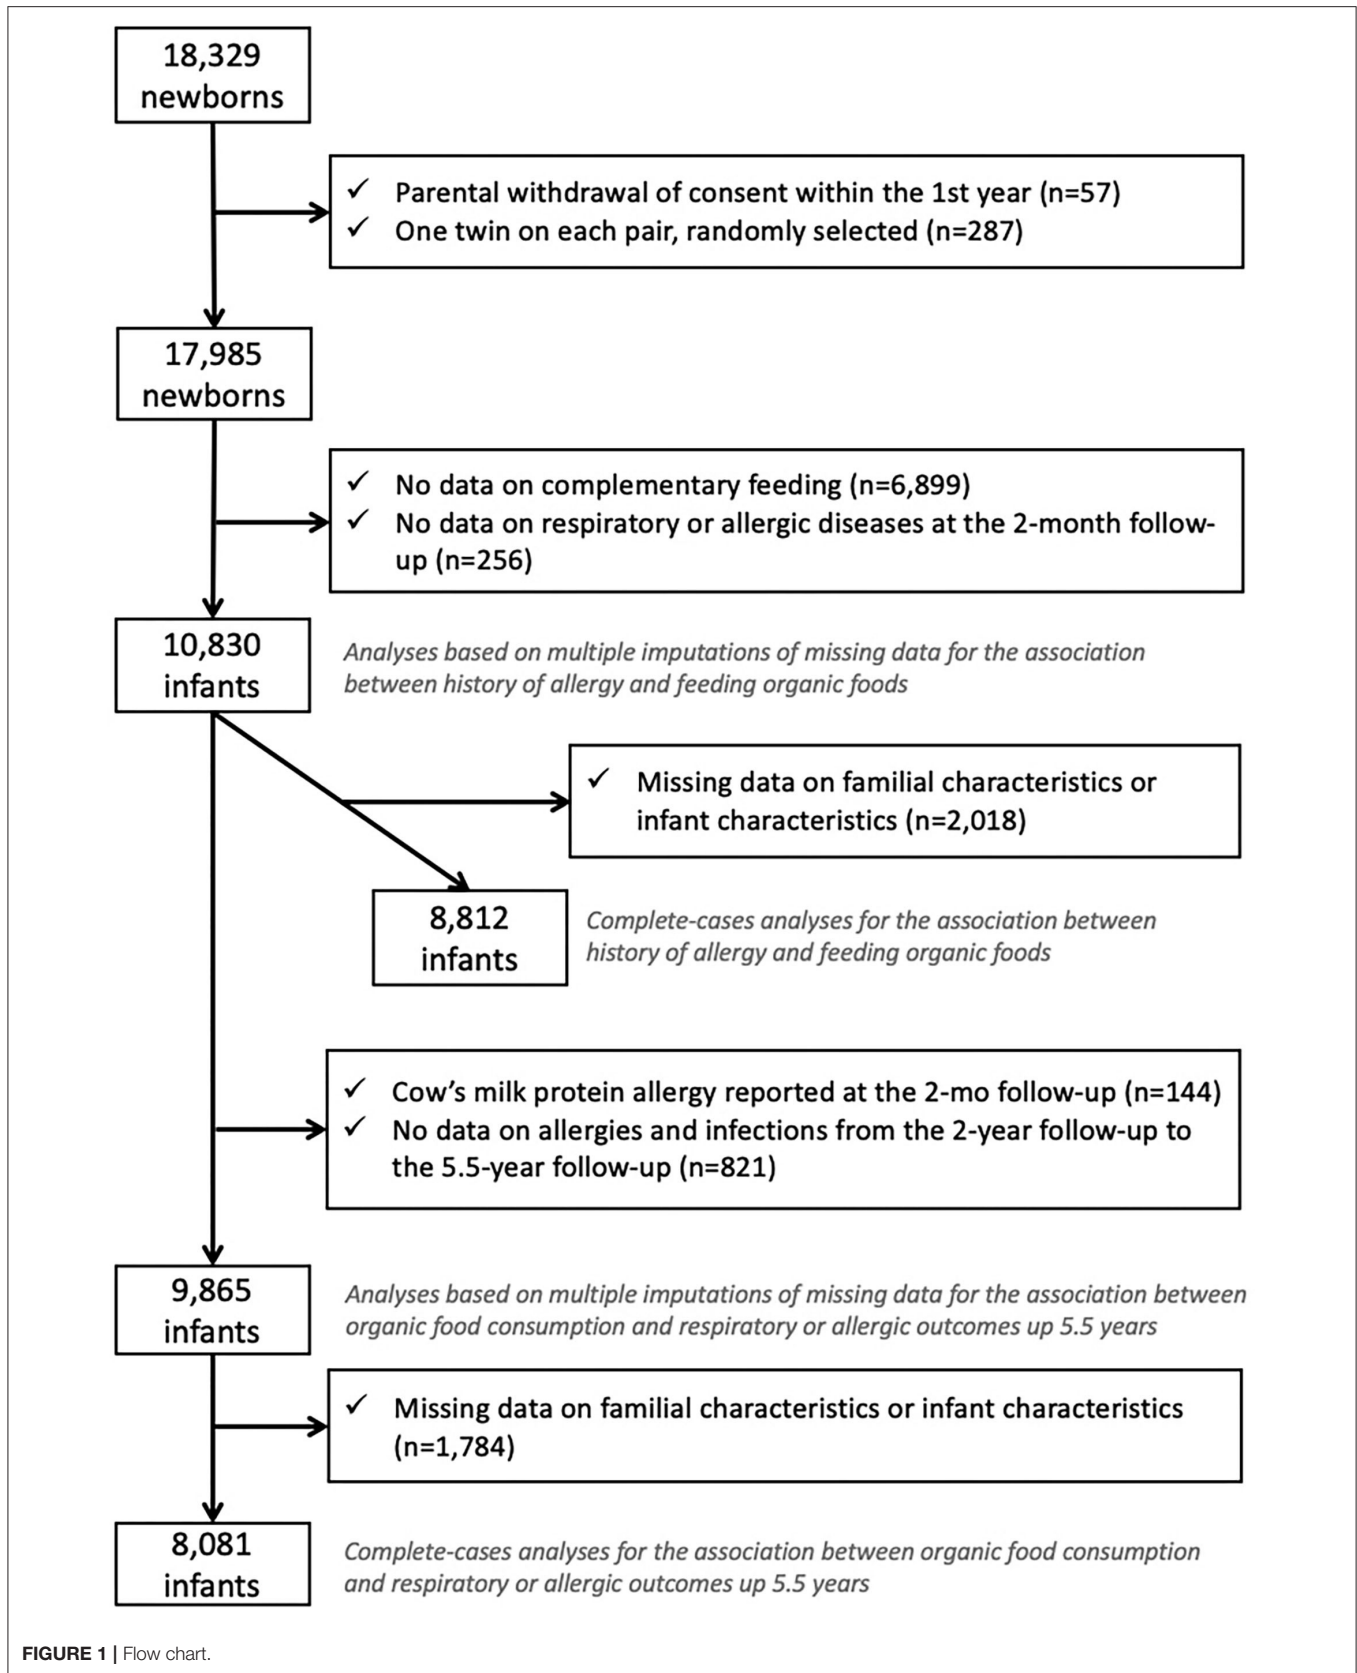 18,329
newborns
✓ Parental withdrawal of consent within the 1st year (n=57)
✓ One twin on each pair, randomly selected (n=287)
17,985
newborns
✓ No data on complementary feeding (n=6,899)
✓ No data on respiratory or allergic diseases at the 2-month follow-
up (n=256)
10,830
infants
Analyses based on multiple imputations of missing data for the association
between history of allergy and feeding organic foods
✓ Missing data on familial characteristics or
infant characteristics (n=2,018)
8,812
infants
Complete-cases analyses for the association between
history of allergy and feeding organic foods
✓ Cow's milk protein allergy reported at the 2-mo follow-up (n=144)
✓ No data on allergies and infections from the 2-year follow-up to
the 5.5-year follow-up (n=821)
9,865
infants
Analyses based on multiple imputations of missing data for the association between
organic food consumption and respiratory or allergic outcomes up 5.5 years
✓ Missing data on familial characteristics or infant characteristics
(n=1,784)
8,081
infants
Complete-cases analyses for the association between organic food consumption
and respiratory or allergic outcomes up 5.5 years
FIGURE 1 | Flow chart.